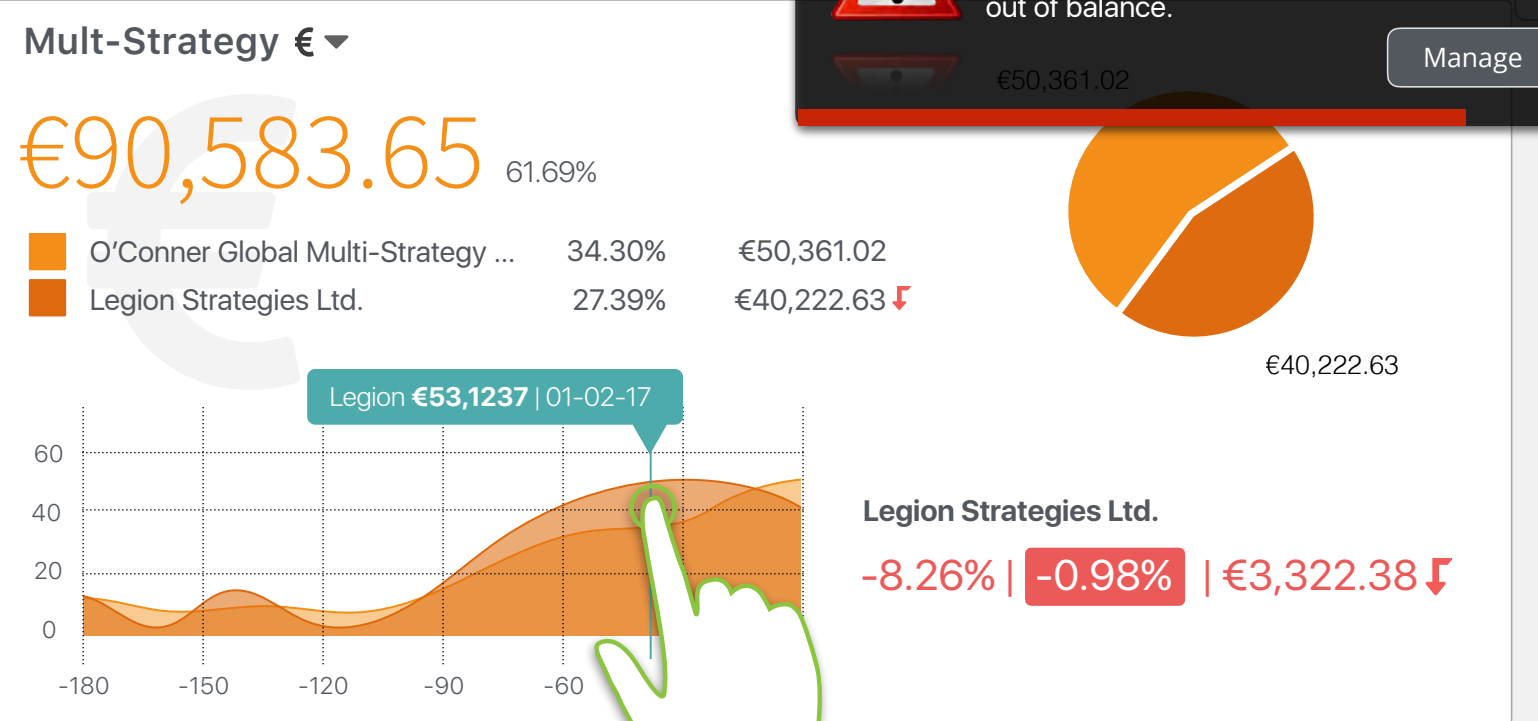 out of balance.
Manage
Mult-Strategy €
€50,361.02
€90,583.65 61.69%
O'Conner Global Multi-Strategy ... 34.30% €50,361.02
Legion Strategies Ltd. 27.39% €40,222.63
€40,222.63
Legion €53,1237 | 01-02-17
60
40
20
0
-180 -150 -120 -90 -60
Legion Strategies Ltd.
-8.26% | -0.98% | €3,322.38